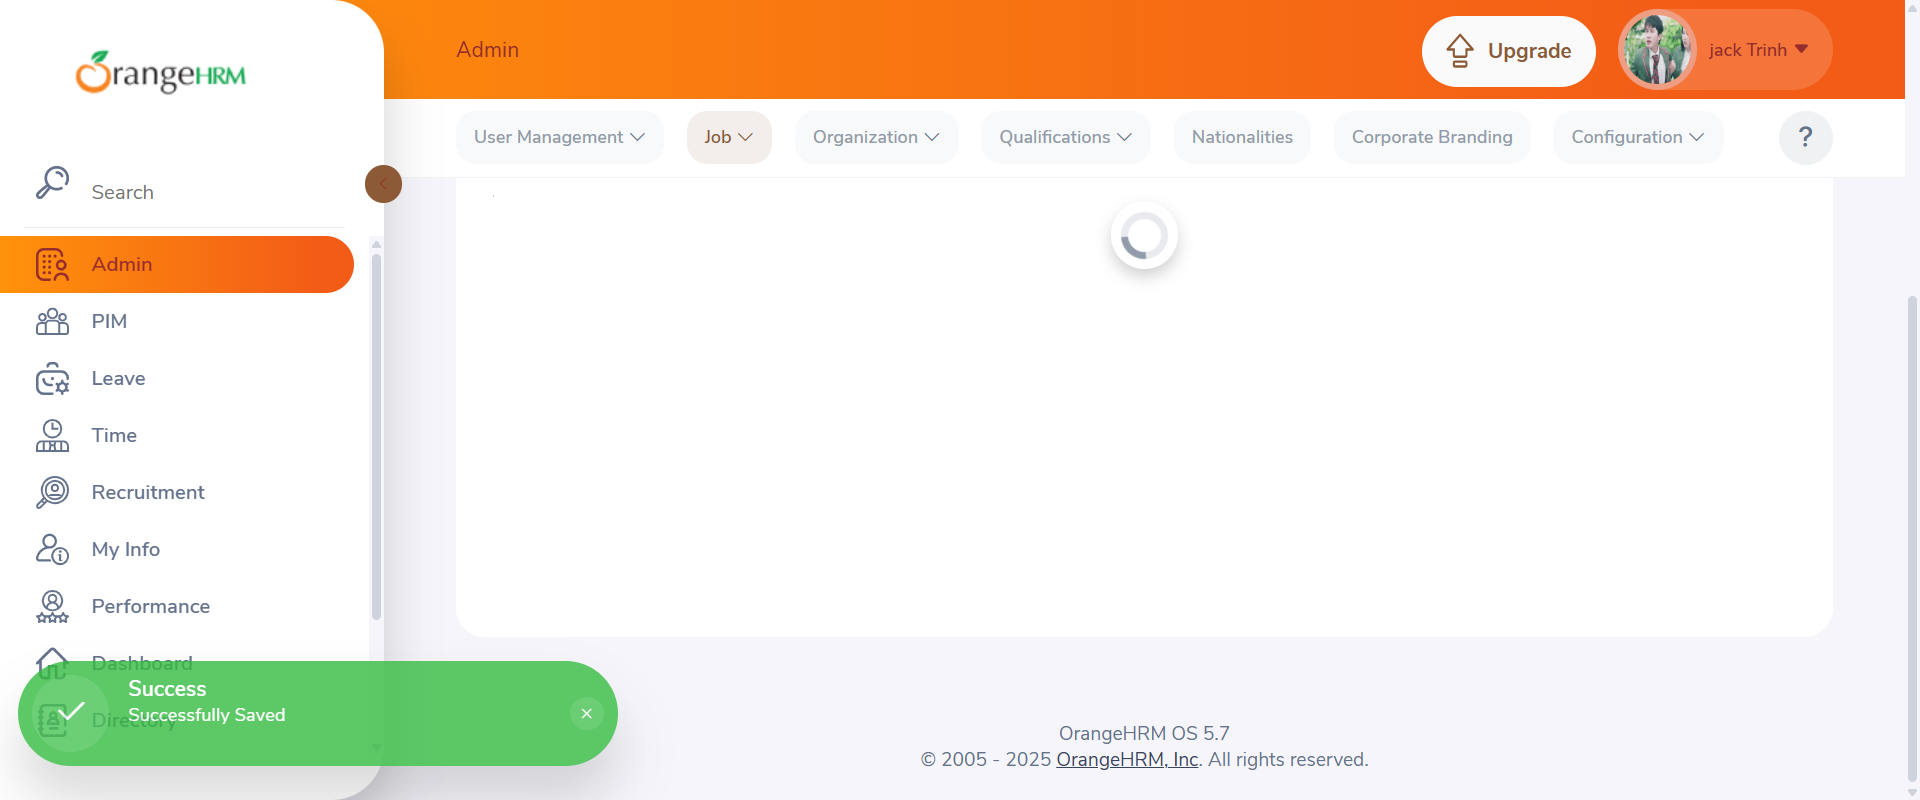 OrangeHRM
Search
Admin
PIM
Leave
Time
Recruitment
My Info
Performance
Dashboard
Directory
Success
Successfully Saved
Admin
Upgrade
jack Trinh
User Management
Job
Organization
Qualifications
Nationalities
Corporate Branding
Configuration
?
OrangeHRM OS 5.7
© 2005 - 2025 OrangeHRM, Inc. All rights reserved.